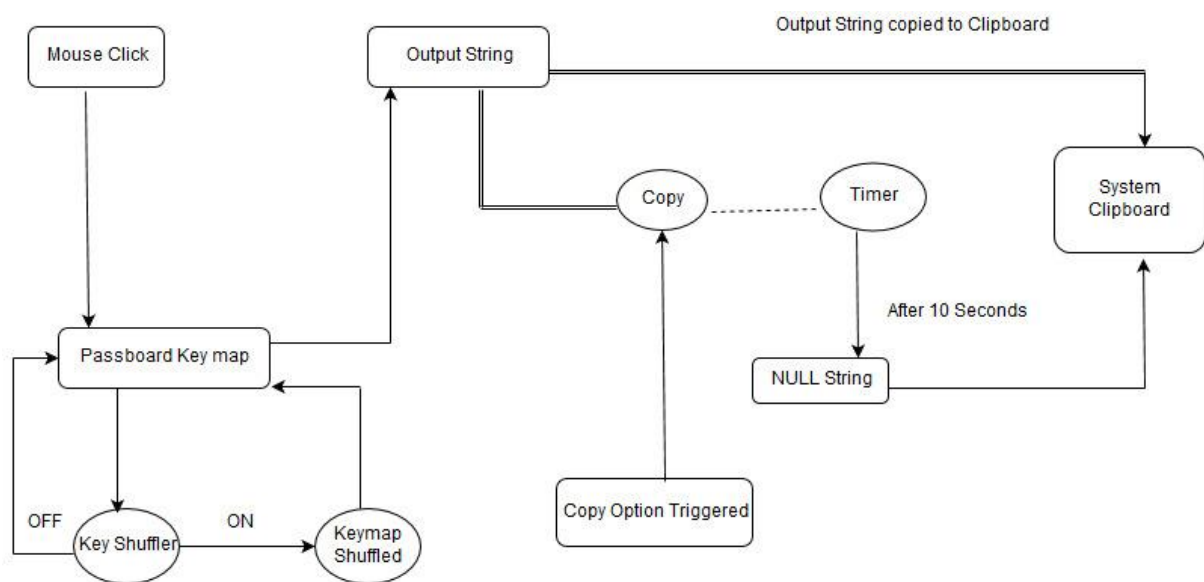 Output String copied to Clipboard
Mouse Click
Output String
Copy
Timer
System
Clipboard
After 10 Seconds
Passboard Key map
NULL String
Copy Option Triggered
OFF
ON
Key Shuffler
Keymap
Shuffled